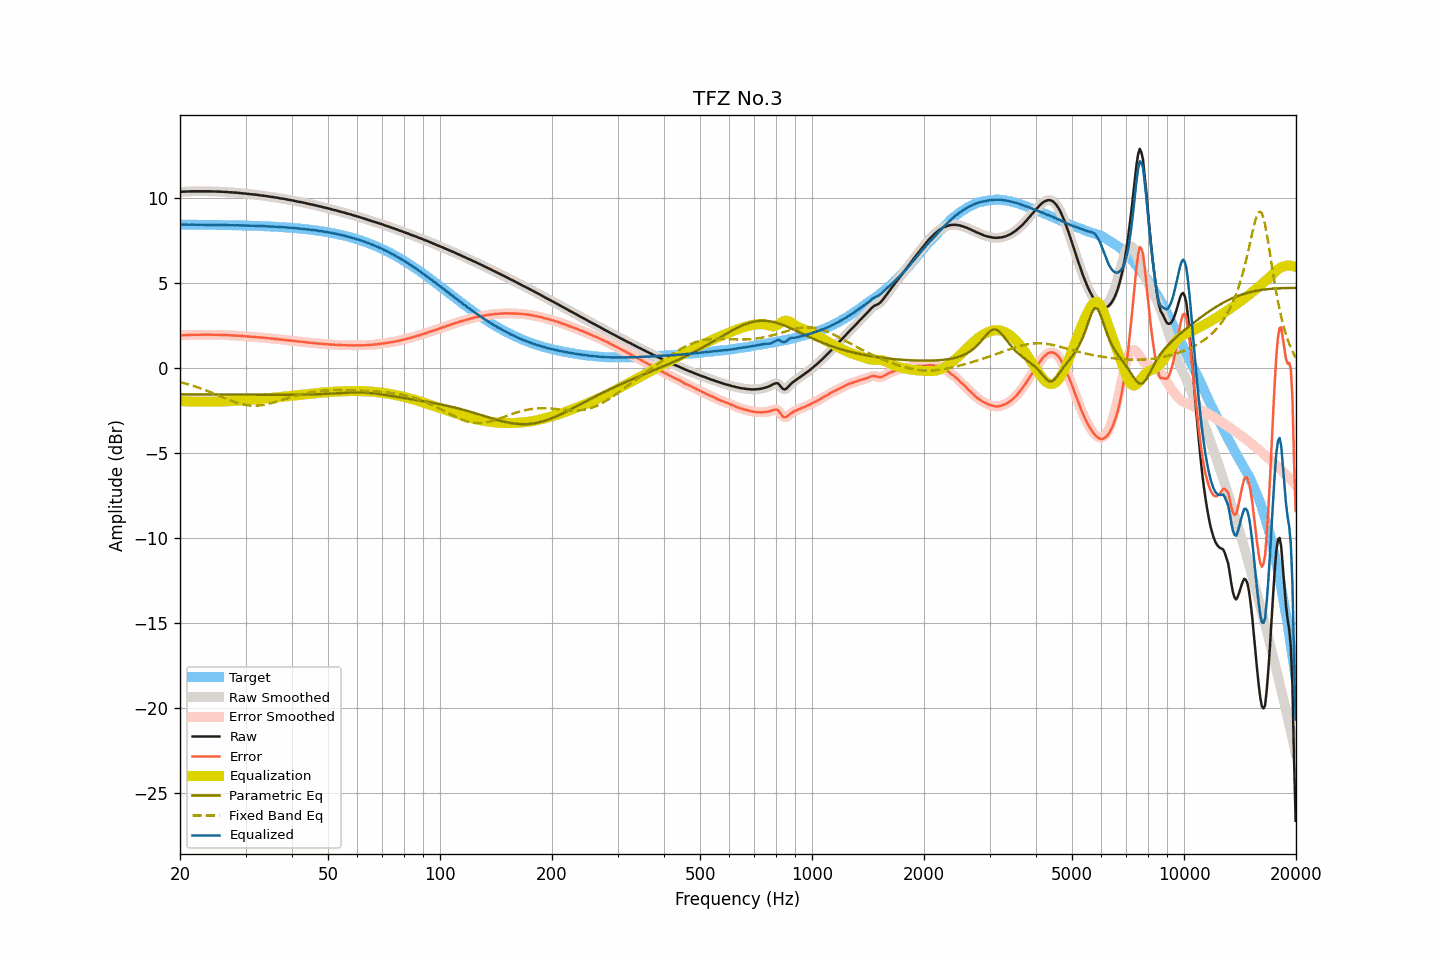 TFZ No.3
Amplitude (dBr)
10
5
0
−5
−10
−15
−20
−25
Target
Raw Smoothed
Error Smoothed
Raw
Error
Equalization
Parametric Eq
Fixed Band Eq
Equalized
20 50 100 200 500 1000 2000 5000 10000 20000
Frequency (Hz)